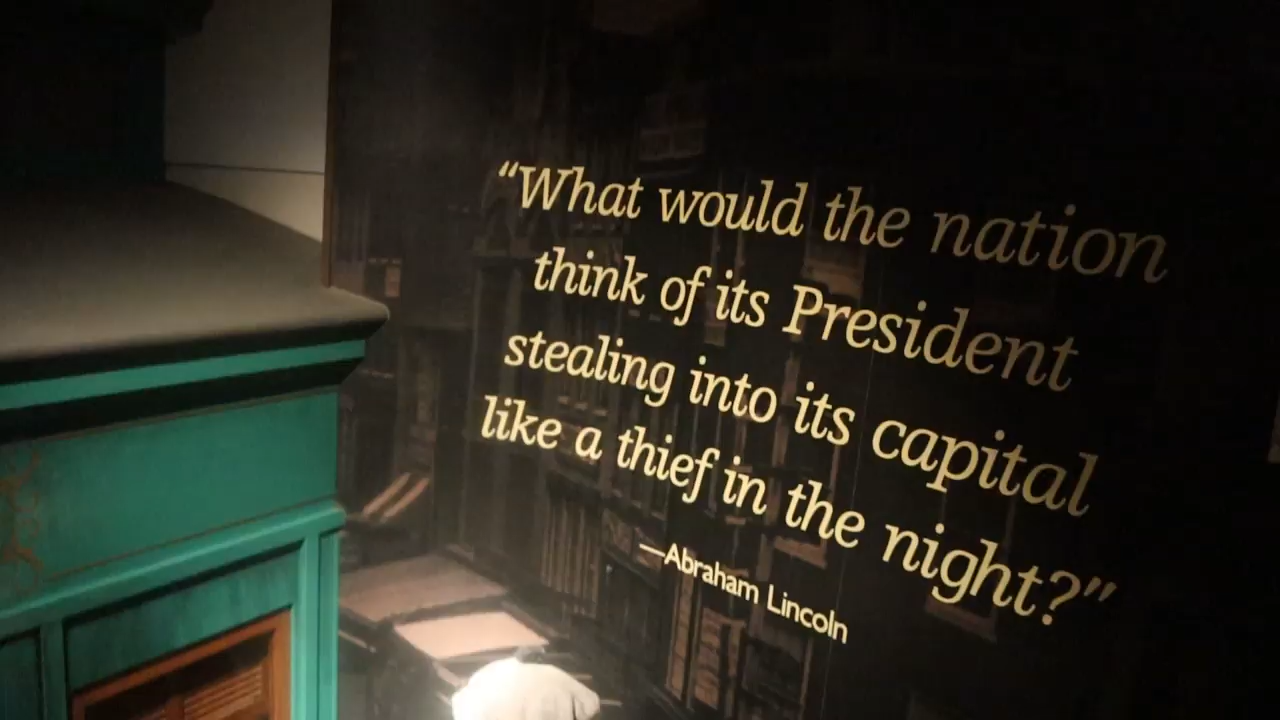 “What would the nation
think of its President
stealing into its capital
like a thief in the night?”
—Abraham Lincoln